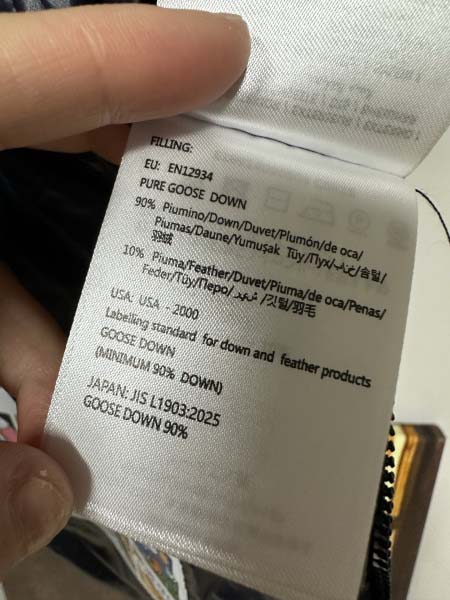 FILLING:
EU: EN12934
PURE GOOSE DOWN
90% Piumino/Down/Duvet/Plumón/de oca/
Piumas/Daune/Yumuşak Tüy/Пух/زغب/솜털/
羽绒
10% Piuma/Feather/Duvet/Piuma/de oca/Penas/
Feder/Tüy/Перо/ /깃털/羽毛
USA: USA - 2000
Labelling standard for down and feather products
GOOSE DOWN
(MINIMUM 90% DOWN)
JAPAN: JIS L1903:2025
GOOSE DOWN 90%